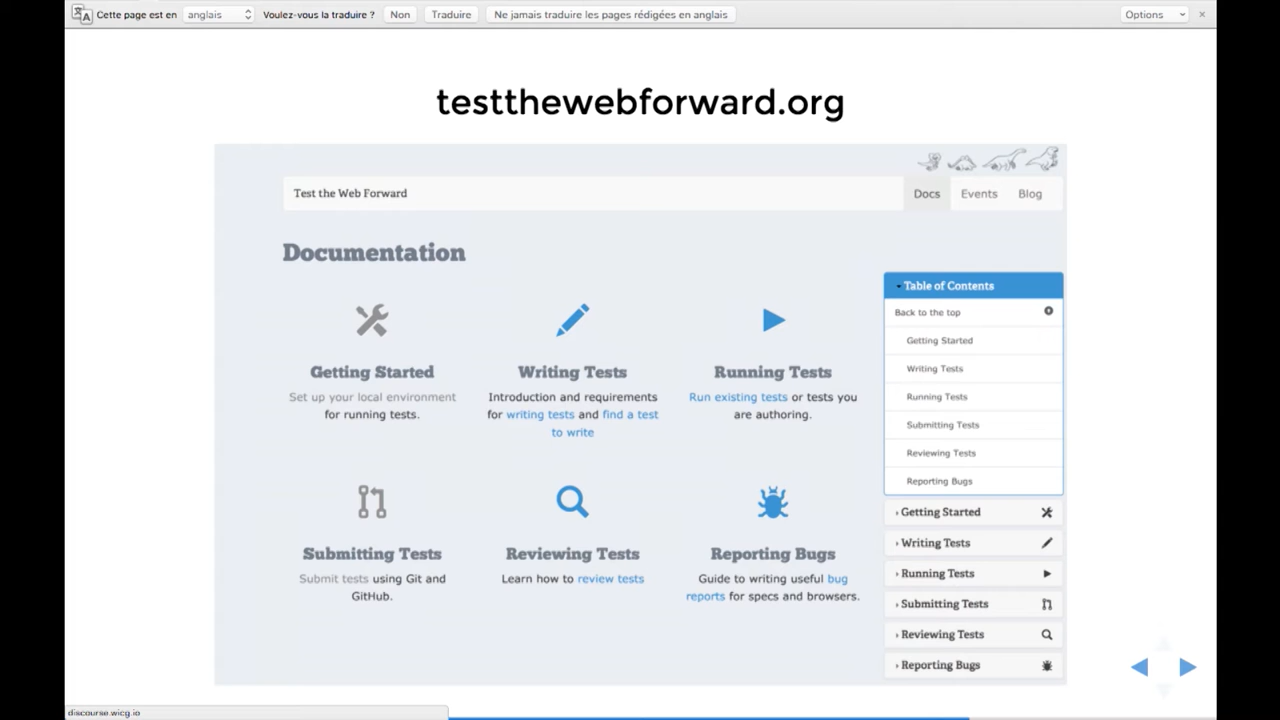 Cette page est en anglais Voulez-vous la traduire ? Non Traduire Ne jamais traduire les pages rédigées en anglais Options
testthewebforward.org
Test the Web Forward
Docs Events Blog
Documentation
Getting Started
Set up your local environment
for running tests.
Writing Tests
Introduction and requirements
for writing tests and find a test
to write
Running Tests
Run existing tests or tests you
are authoring.
Submitting Tests
Submit tests using Git and
GitHub.
Reviewing Tests
Learn how to review tests
Reporting Bugs
Guide to writing useful bug
reports for specs and browsers.
Table of Contents
Back to the top
Getting Started
Writing Tests
Running Tests
Submitting Tests
Reviewing Tests
Reporting Bugs
Getting Started
Writing Tests
Running Tests
Submitting Tests
Reviewing Tests
Reporting Bugs
discourse.wicg.io